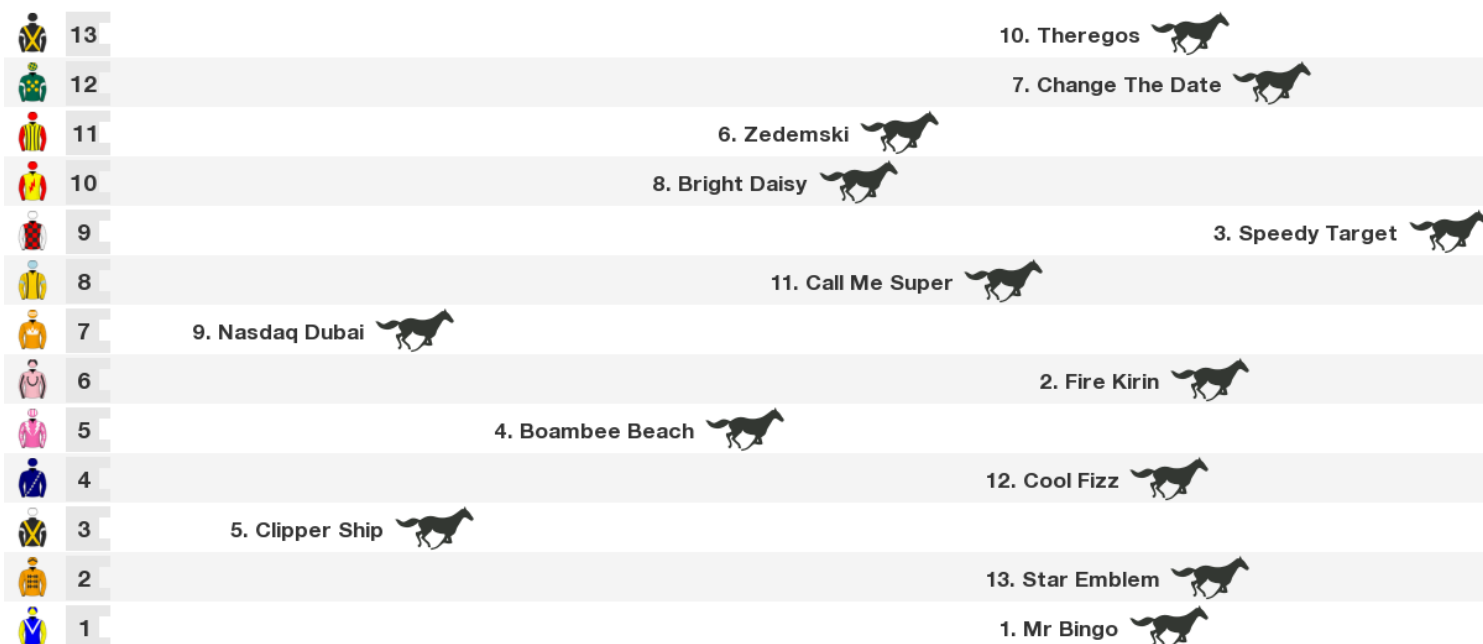 13 10. Theregos
12 7. Change The Date
11 6. Zedemski
10 8. Bright Daisy
9 3. Speedy Target
8 11. Call Me Super
7 9. Nasdaq Dubai
6 2. Fire Kirin
5 4. Boambee Beach
4 12. Cool Fizz
3 5. Clipper Ship
2 13. Star Emblem
1 1. Mr Bingo